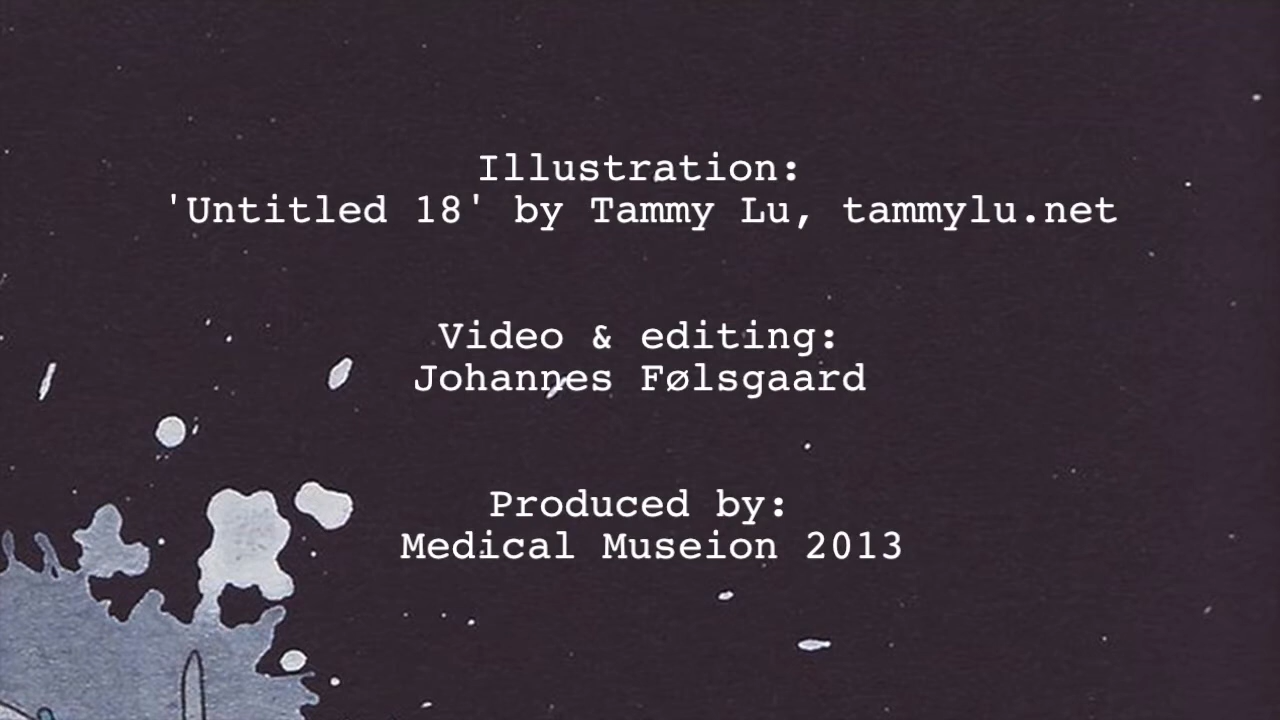 Illustration:
'Untitled 18' by Tammy Lu, tammylu.net
Video & editing:
Johannes Følsgaard
Produced by:
Medical Museion 2013